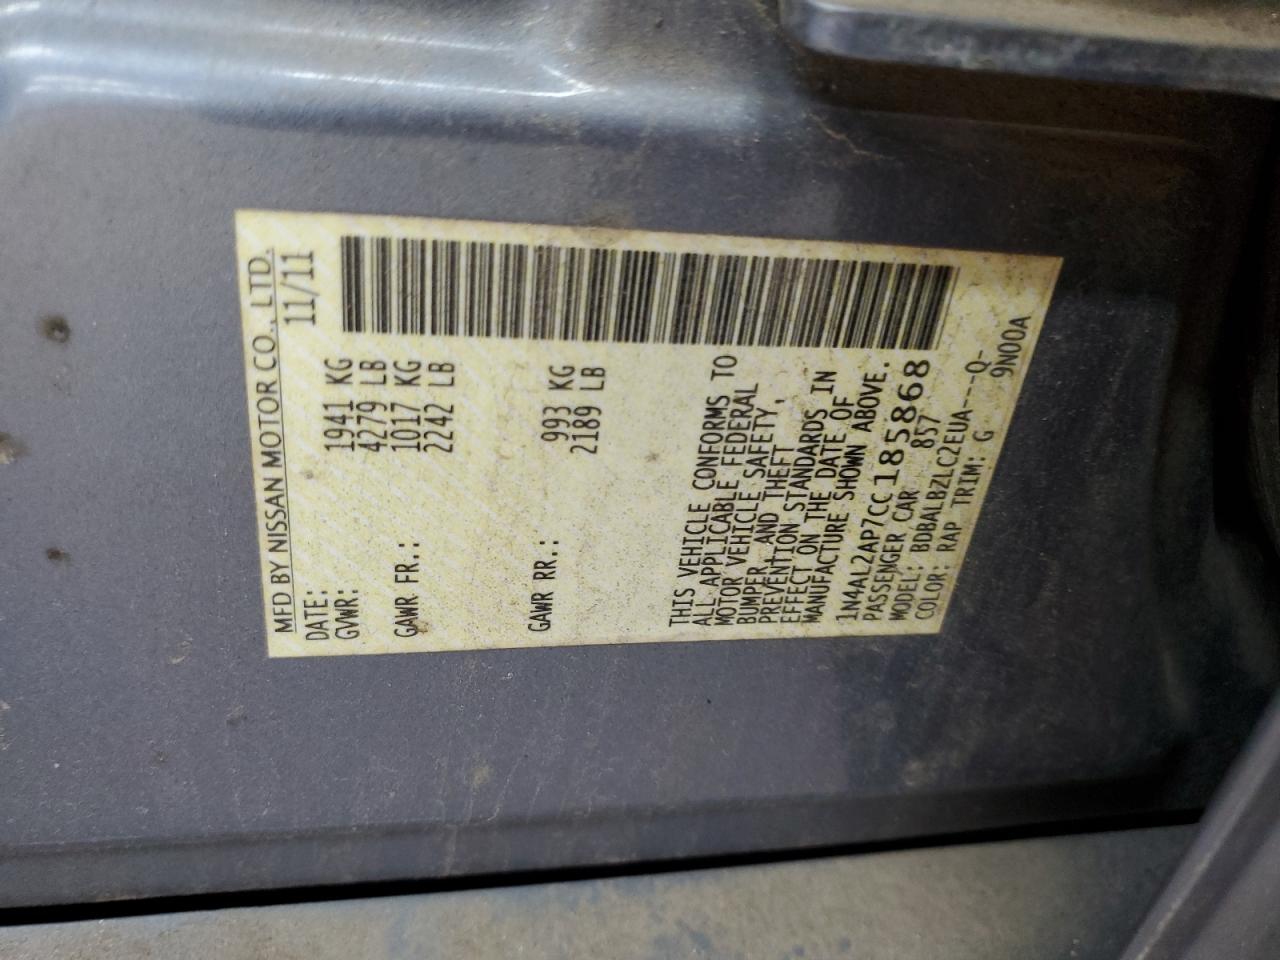 MFD BY NISSAN MOTOR CO., LTD.
DATE: 11/11
GVWR: 1941 KG
4279 LB
GAWR FR.: 1017 KG
2242 LB
GAWR RR.: 993 KG
2189 LB
THIS VEHICLE CONFORMS TO
ALL APPLICABLE FEDERAL
MOTOR VEHICLE SAFETY,
BUMPER, AND THEFT
PREVENTION STANDARDS IN
EFFECT ON THE DATE OF
MANUFACTURE SHOWN ABOVE.
1N4AL2AP7CC185868
PASSENGER CAR 857
MODEL: BDBALBZLC2EUA---Q-
COLOR: RAP TRIM: G 9N00A